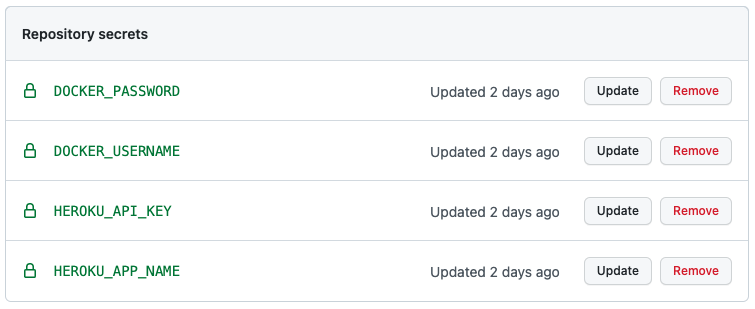 Repository secrets
DOCKER_PASSWORD Updated 2 days ago Update Remove
DOCKER_USERNAME Updated 2 days ago Update Remove
HEROKU_API_KEY Updated 2 days ago Update Remove
HEROKU_APP_NAME Updated 2 days ago Update Remove